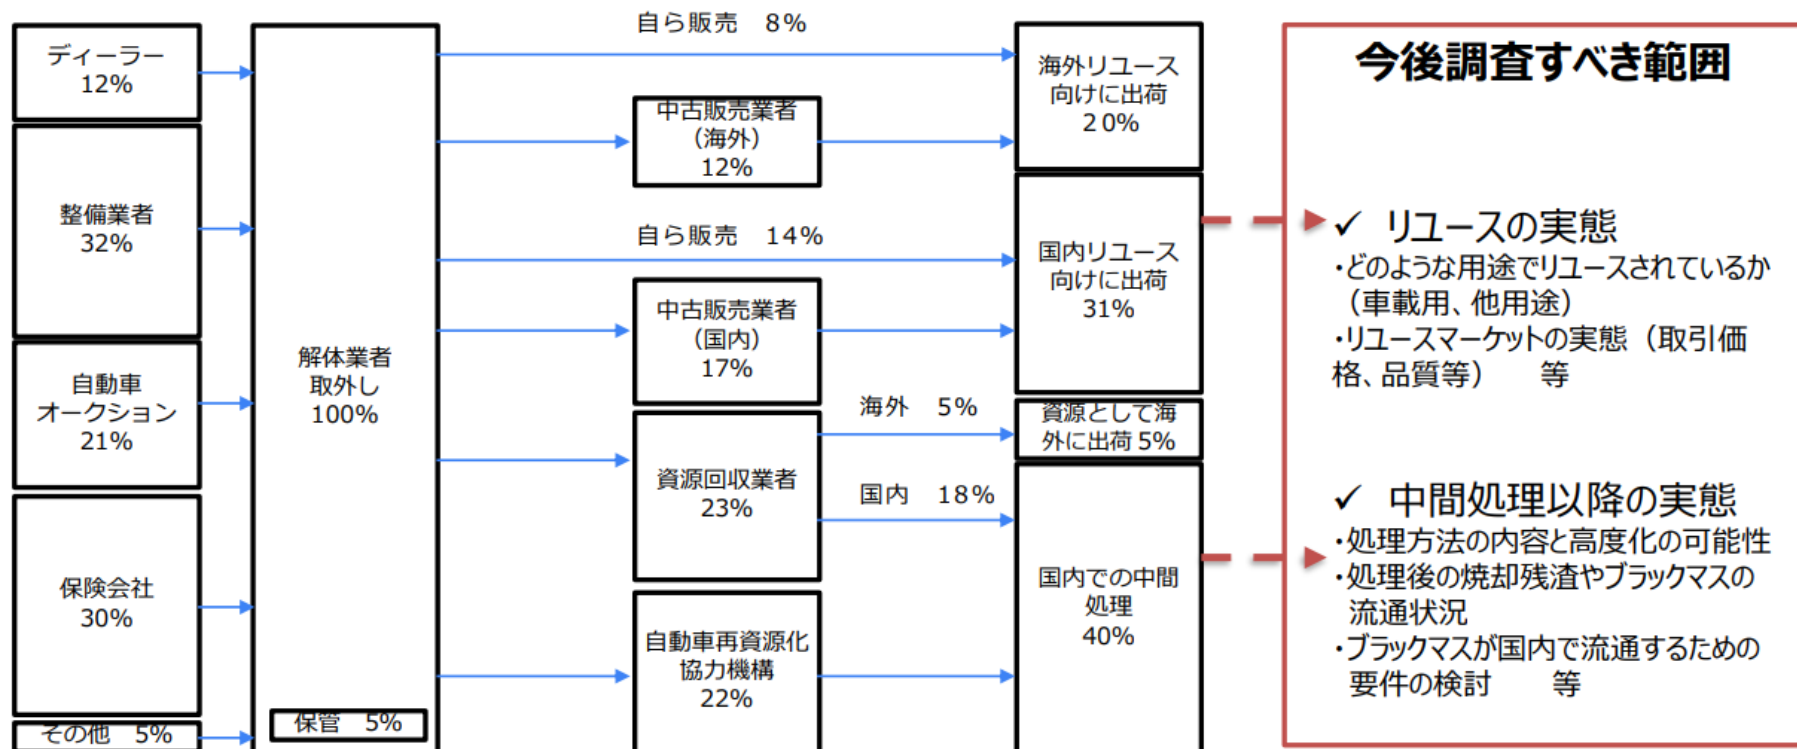 ディーラー
12%
整備業者
32%
自動車
オークション
21%
保険会社
30%
その他 5%
解体業者
取外し
100%
保管 5%
自ら販売 8%
中古販売業者
（海外）
12%
自ら販売 14%
中古販売業者
（国内）
17%
資源回収業者
23%
海外 5%
国内 18%
自動車再資源化
協力機構
22%
海外リユース
向けに出荷
20%
国内リユース
向けに出荷
31%
資源として海
外に出荷 5%
国内での中間
処理
40%
今後調査すべき範囲
✓ リユースの実態
・どのような用途でリユースされているか
（車載用、他用途）
・リユースマーケットの実態（取引価
格、品質等） 等
✓ 中間処理以降の実態
・処理方法の内容と高度化の可能性
・処理後の焼却残渣やブラックマスの
流通状況
・ブラックマスが国内で流通するための
要件の検討 等